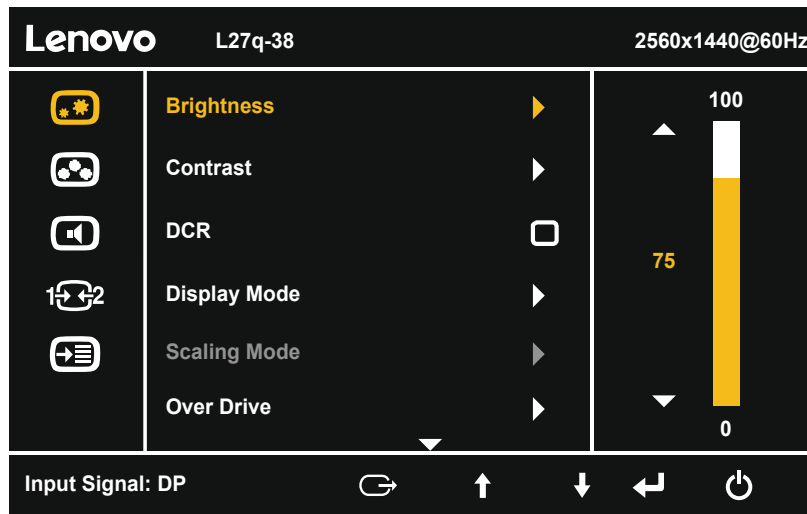 Lenovo L27q-38 2560x1440@60Hz
Brightness
Contrast
DCR
Display Mode
Scaling Mode
Over Drive
100
75
0
1 2
Input Signal: DP